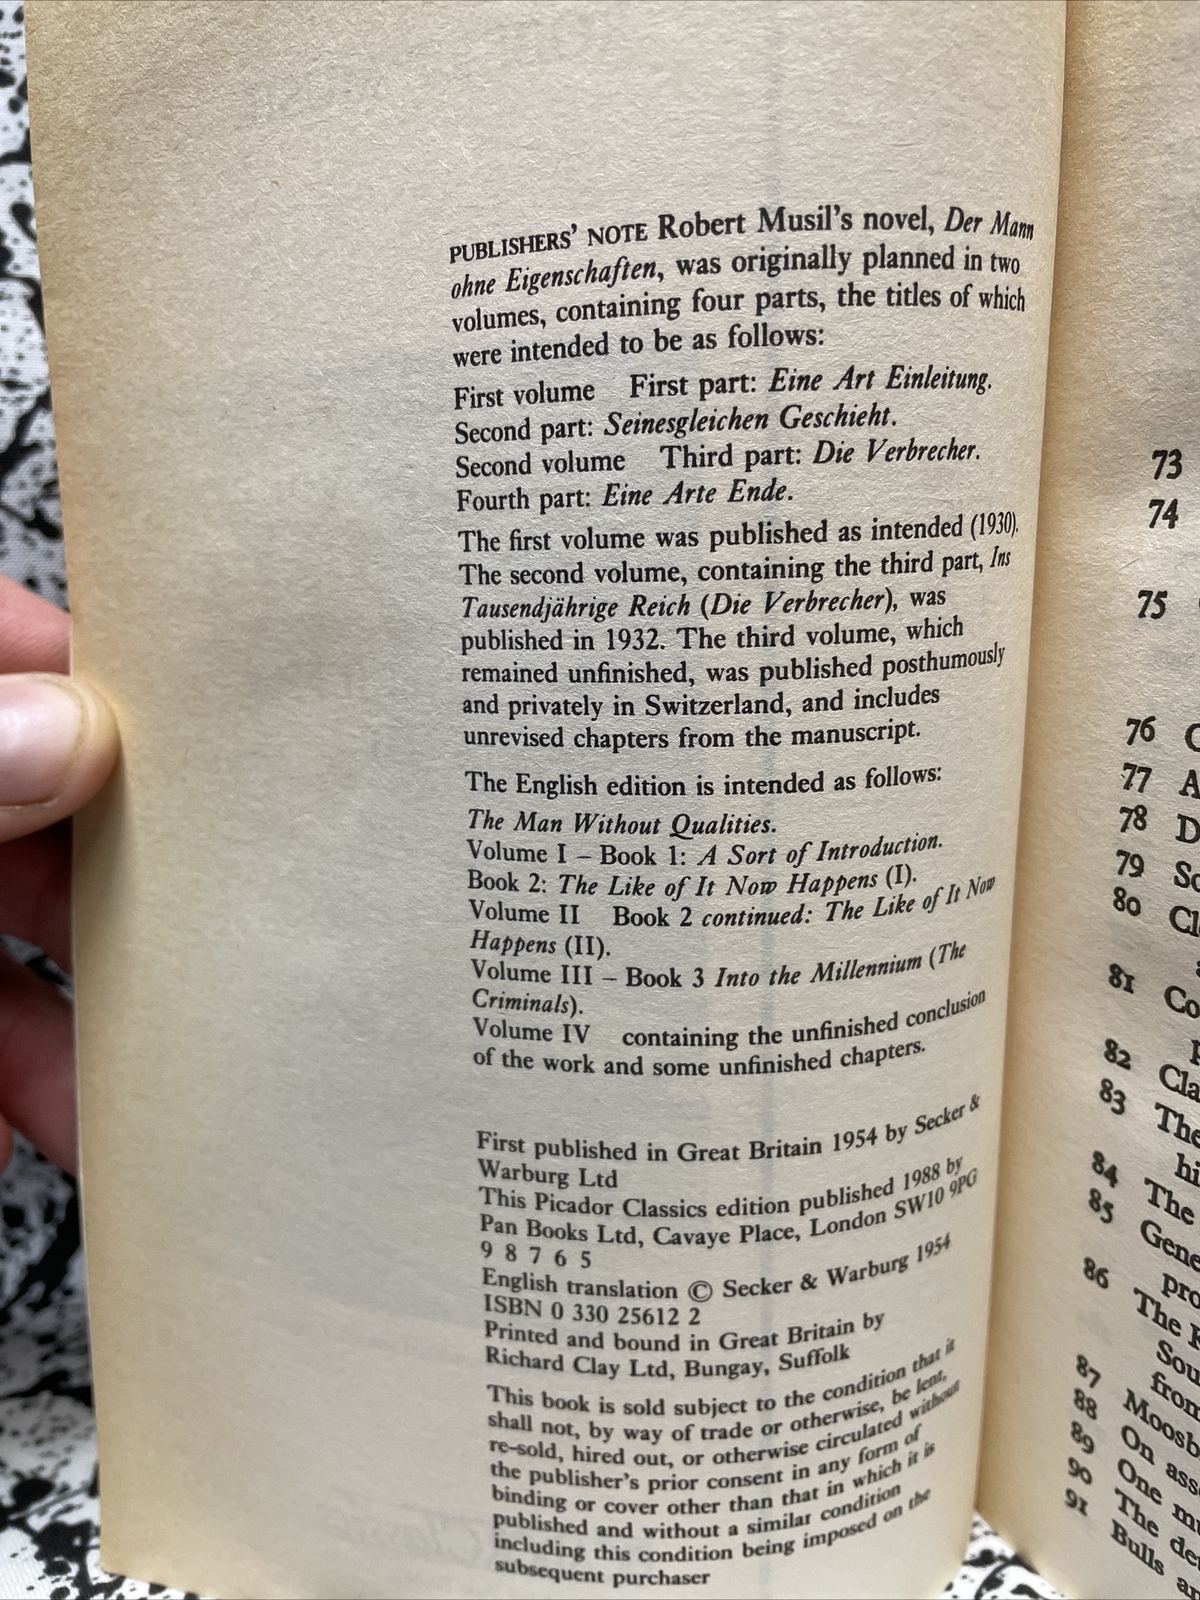 PUBLISHERS' NOTE Robert Musil's novel, Der Mann
ohne Eigenschaften, was originally planned in two
volumes, containing four parts, the titles of which
were intended to be as follows:
First volume First part: Eine Art Einleitung.
Second part: Seinesgleichen Geschieht.
Second volume Third part: Die Verbrecher.
Fourth part: Eine Arte Ende.
The first volume was published as intended (1930).
The second volume, containing the third part, Ins
Tausendjährige Reich (Die Verbrecher), was
published in 1932. The third volume, which
remained unfinished, was published posthumously
and privately in Switzerland, and includes
unrevised chapters from the manuscript.
The English edition is intended as follows:
The Man Without Qualities.
Volume I – Book 1: A Sort of Introduction.
Book 2: The Like of It Now Happens (I).
Volume II Book 2 continued: The Like of It Now
Happens (II).
Volume III – Book 3 Into the Millennium (The
Criminals).
Volume IV containing the unfinished conclusion
of the work and some unfinished chapters.
First published in Great Britain 1954 by Secker &
Warburg Ltd
This Picador Classics edition published 1988 by
Pan Books Ltd, Cavaye Place, London SW10 9PG
9 8 7 6 5
English translation © Secker & Warburg 1954
ISBN 0 330 25612 2
Printed and bound in Great Britain by
Richard Clay Ltd, Bungay, Suffolk
This book is sold subject to the condition that it
shall not, by way of trade or otherwise, be lent,
re-sold, hired out, or otherwise circulated without
the publisher's prior consent in any form of
binding or cover other than that in which it is
published and without a similar condition
including this condition being imposed on the
subsequent purchaser
73
74
75
76
77 A
78
79
80
81
82
83 The
84 The
85
86 The
87
88
89 On
90 One
91 The
Bulls